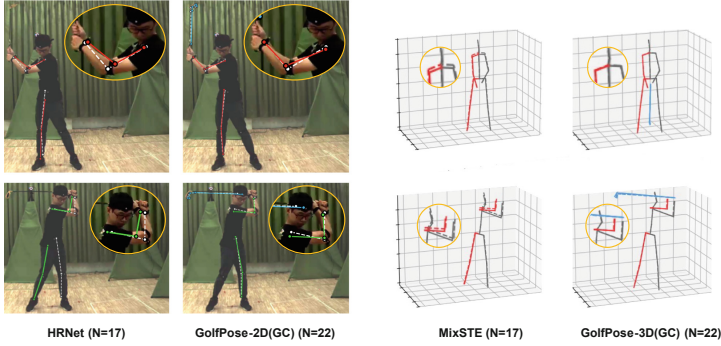 HRNet (N=17)
GolfPose-2D(GC) (N=22)
MixSTE (N=17)
GolfPose-3D(GC) (N=22)